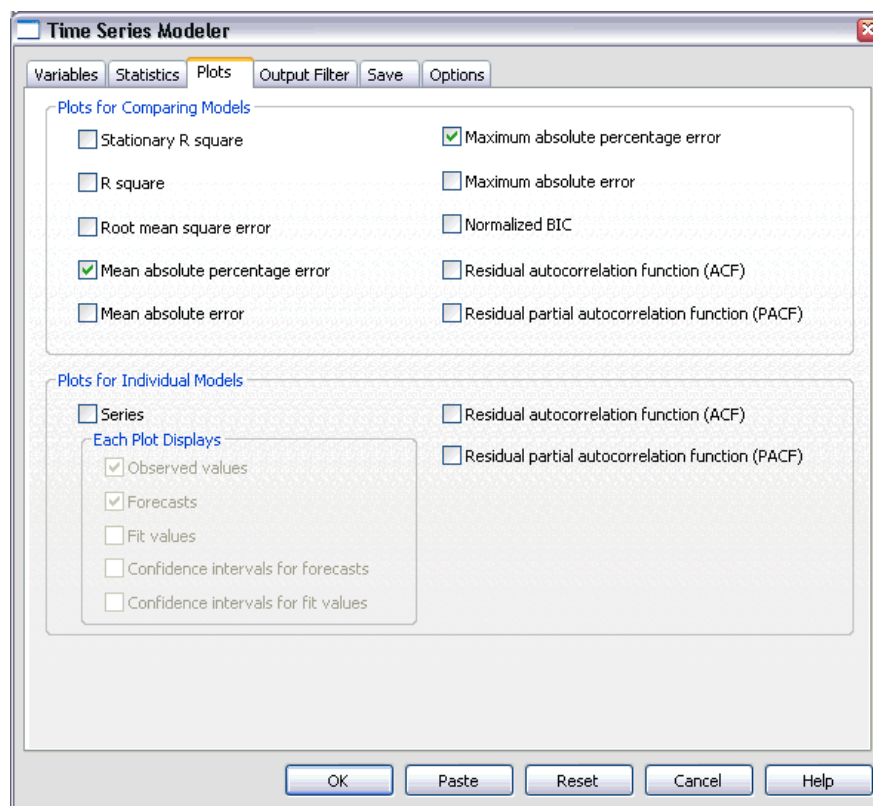 Time Series Modeler
Variables Statistics Plots Output Filter Save Options
Plots for Comparing Models
Stationary R square
R square
Root mean square error
Mean absolute percentage error
Mean absolute error
Maximum absolute percentage error
Maximum absolute error
Normalized BIC
Residual autocorrelation function (ACF)
Residual partial autocorrelation function (PACF)
Plots for Individual Models
Series
Each Plot Displays
Observed values
Forecasts
Fit values
Confidence intervals for forecasts
Confidence intervals for fit values
Residual autocorrelation function (ACF)
Residual partial autocorrelation function (PACF)
OK Paste Reset Cancel Help